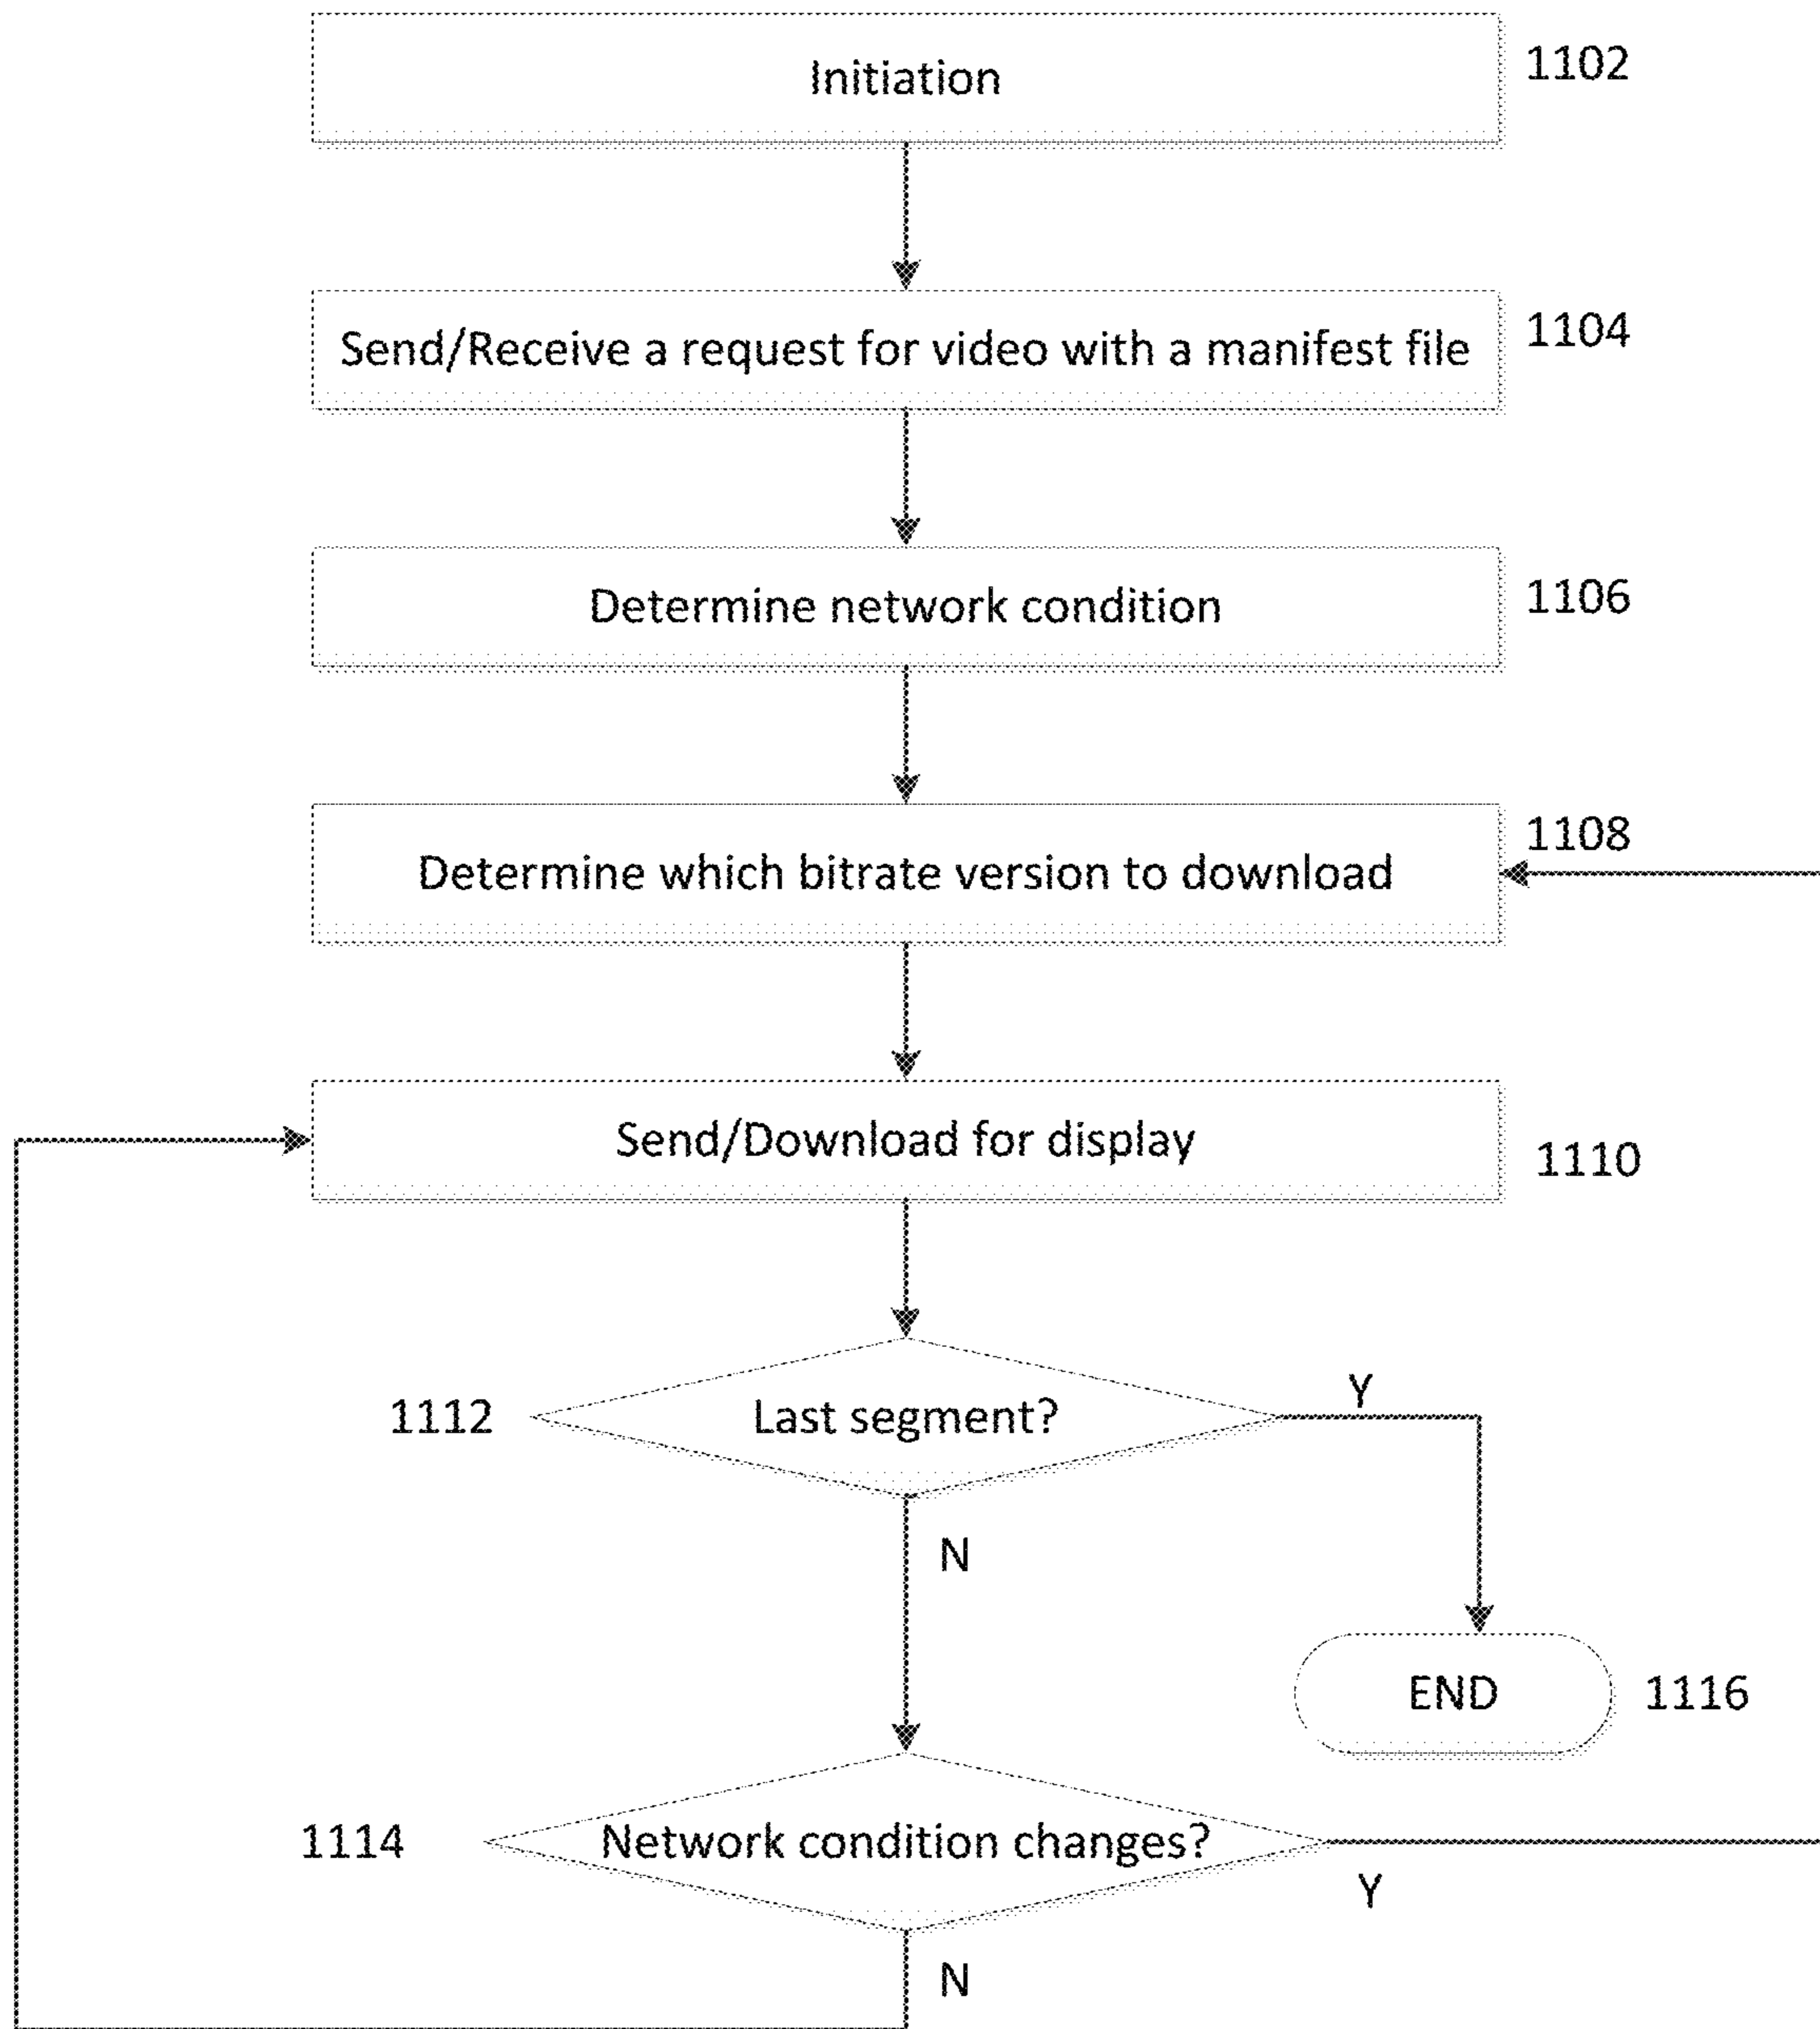 Initiation
1102
Send/Receive a request for video with a manifest file
1104
Determine network condition
1106
Determine which bitrate version to download
1108
Send/Download for display
1110
1112
Last segment?
Y
N
END
1116
1114
Network condition changes?
Y
N